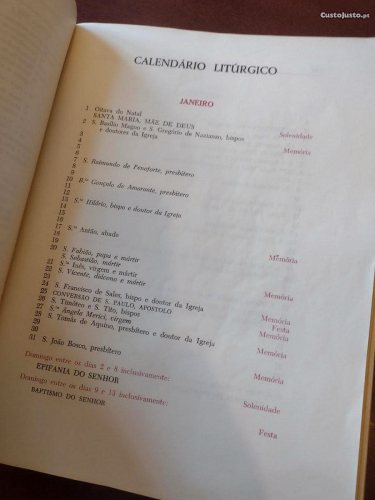 CustoJusto.pt
CALENDÁRIO LITÚRGICO
JANEIRO
1 Oitava do Natal
SANTA MARIA, MÃE DE DEUS Solenidade
2 S. Basílio Magno e S. Gregório de Nazianzo, bispos
3 e doutores da Igreja Memória
4
5
6
7 S. Raimundo de Penaforte, presbítero
8
9
10 B.to Gonçalo de Amarante, presbítero
11
12
13 S.to Hilário, bispo e doutor da Igreja
14
15
16
17 S.to Antão, abade Memória
18
19
20 S. Fabião, papa e mártir
S. Sebastião, mártir
21 S.ta Inês, virgem e mártir Memória
22 S. Vicente, diácono e mártir
23
24 S. Francisco de Sales, bispo e doutor da Igreja Memória
25 CONVERSÃO DE S. PAULO, APÓSTOLO Festa
26 S. Timóteo e S. Tito, bispos Memória
27 S.ta Ângela Merici, virgem
28 S. Tomás de Aquino, presbítero e doutor da Igreja Memória
29
30
31 S. João Bosco, presbítero Memória
Domingo entre os dias 2 e 8 inclusivamente:
EPIFANIA DO SENHOR Solenidade
Domingo entre os dias 9 e 13 inclusivamente:
BAPTISMO DO SENHOR Festa